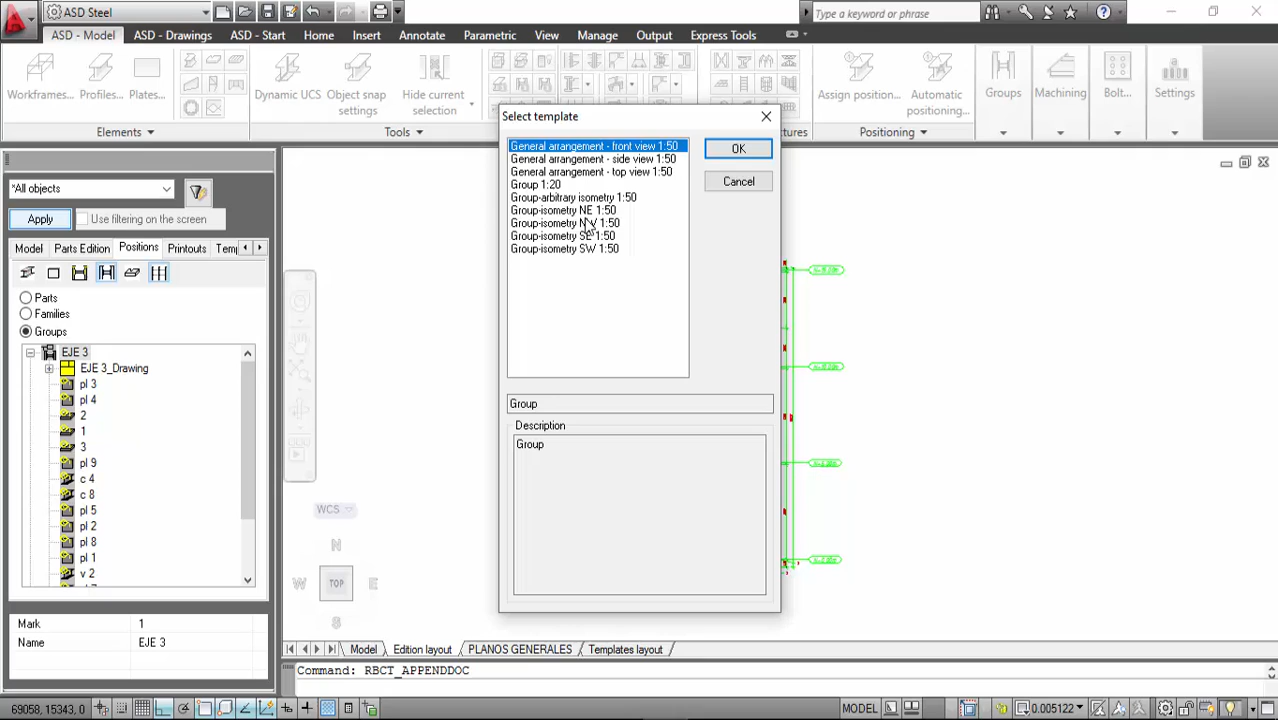 ASD Steel
Type a keyword or phrase
ASD - Model
ASD - Drawings
ASD - Start
Home
Insert
Annotate
Parametric
View
Manage
Output
Express Tools
Workframes...
Profiles...
Plates...
Dynamic UCS
Object snap
settings
Hide current
selection
Assign position...
Automatic
positioning...
Groups
Machining
Bolt...
Settings
Elements
Tools
Positioning
Select template
General arrangement - front view 1:50
General arrangement - side view 1:50
General arrangement - top view 1:50
Group 1:20
Group-arbitrary isometry 1:50
Group-isometry NE 1:50
Group-isometry NW 1:50
Group-isometry SE 1:50
Group-isometry SW 1:50
OK
Cancel
Group
Description
Group
*All objects
Apply
Use filtering on the screen
Model
Parts Edition
Positions
Printouts
Parts
Families
Groups
EJE 3
EJE 3_Drawing
pl 3
pl 4
2
1
3
pl 9
c 4
c 8
pl 5
pl 2
pl 8
pl 1
v 2
Mark
1
Name
EJE 3
WCS
N
W
TOP
E
S
Model
Edition layout
PLANOS GENERALES
Templates layout
Command: RBCT_APPENDDOC
69058, 15343, 0
MODEL
0.005122